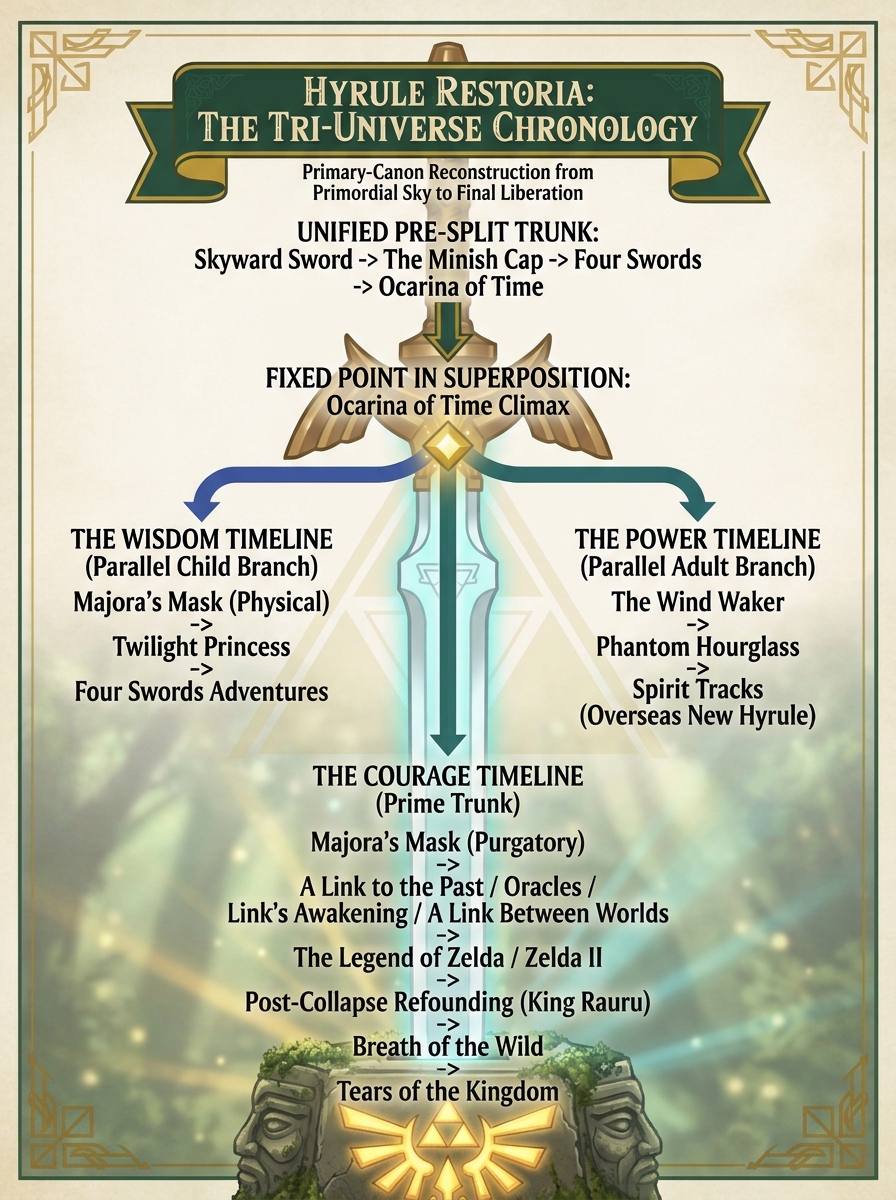 HYRULE RESTORIA:
THE TRI-UNIVERSE CHRONOLOGY
Primary-Canon Reconstruction from
Primordial Sky to Final Liberation
UNIFIED PRE-SPLIT TRUNK:
Skyward Sword -> The Minish Cap -> Four Swords
-> Ocarina of Time
FIXED POINT IN SUPERPOSITION:
Ocarina of Time Climax
THE WISDOM TIMELINE
(Parallel Child Branch)
Majora's Mask (Physical)
->
Twilight Princess
->
Four Swords Adventures
THE POWER TIMELINE
(Parallel Adult Branch)
The Wind Waker
->
Phantom Hourglass
->
Spirit Tracks
(Overseas New Hyrule)
THE COURAGE TIMELINE
(Prime Trunk)
Majora's Mask (Purgatory)
->
A Link to the Past / Oracles /
Link's Awakening / A Link Between Worlds
->
The Legend of Zelda / Zelda II
->
Post-Collapse Refounding (King Rauru)
->
Breath of the Wild
->
Tears of the Kingdom